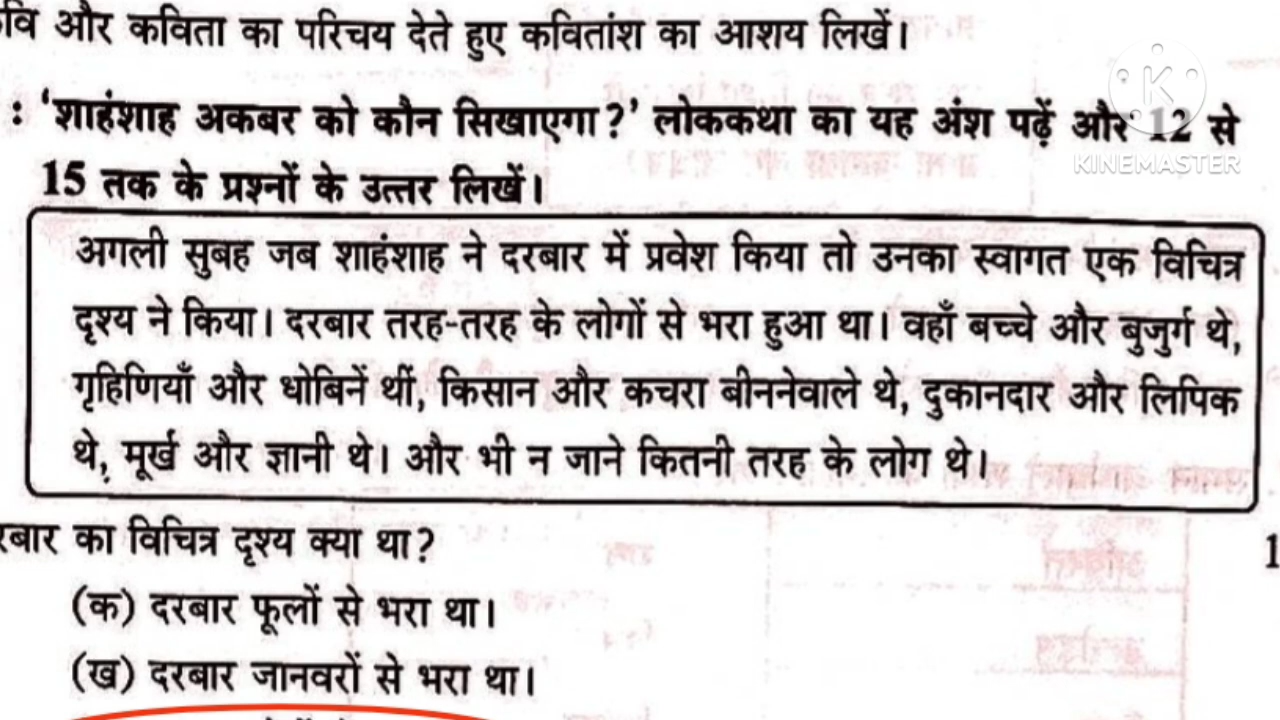 और कविता का परिचय देते हुए कवितांश का आशय लिखें।
: ‘शाहंशाह अकबर को कौन सिखाएगा?’ लोककथा का यह अंश पढ़ें और 12 से
15 तक के प्रश्नों के उत्तर लिखें।
अगली सुबह जब शाहंशाह ने दरबार में प्रवेश किया तो उनका स्वागत एक विचित्र
दृश्य ने किया। दरबार तरह-तरह के लोगों से भरा हुआ था। वहाँ बच्चे और बुजुर्ग थे,
गृहिणियाँ और धोबिनें थीं, किसान और कचरा बीननेवाले थे, दुकानदार और लिपिक
थे, मूर्ख और ज्ञानी थे। और भी न जाने कितनी तरह के लोग थे।
का विचित्र दृश्य क्या था? 1
(क) दरबार फूलों से भरा था।
(ख) दरबार जानवरों से भरा था।
K
KINEMASTER